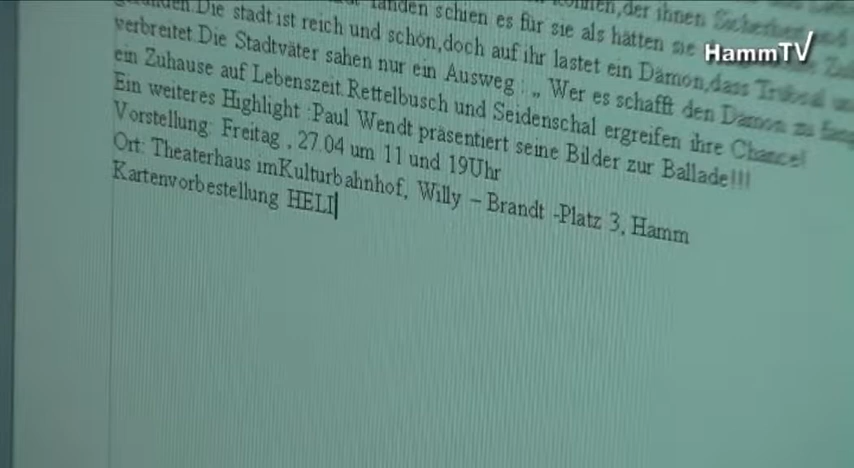 fanden schien es für sie als hätten sie
HammTV
gefunden.Die stadt ist reich und schön,doch auf ihr lastet ein Dämon,dass Trübsal
verbreitet.Die Stadtväter sahen nur ein Ausweg : „ Wer es schafft den Dämon zu
ein Zuhause auf Lebenszeit.Rettelbusch und Seidenschal ergreifen ihre Chance!
Ein weiteres Highlight :Paul Wendt präsentiert seine Bilder zur Ballade!!!
Vorstellung: Freitag , 27.04 um 11 und 19Uhr
Ort: Theaterhaus imKulturbahnhof, Willy – Brandt -Platz 3, Hamm
Kartenvorbestellung HELI